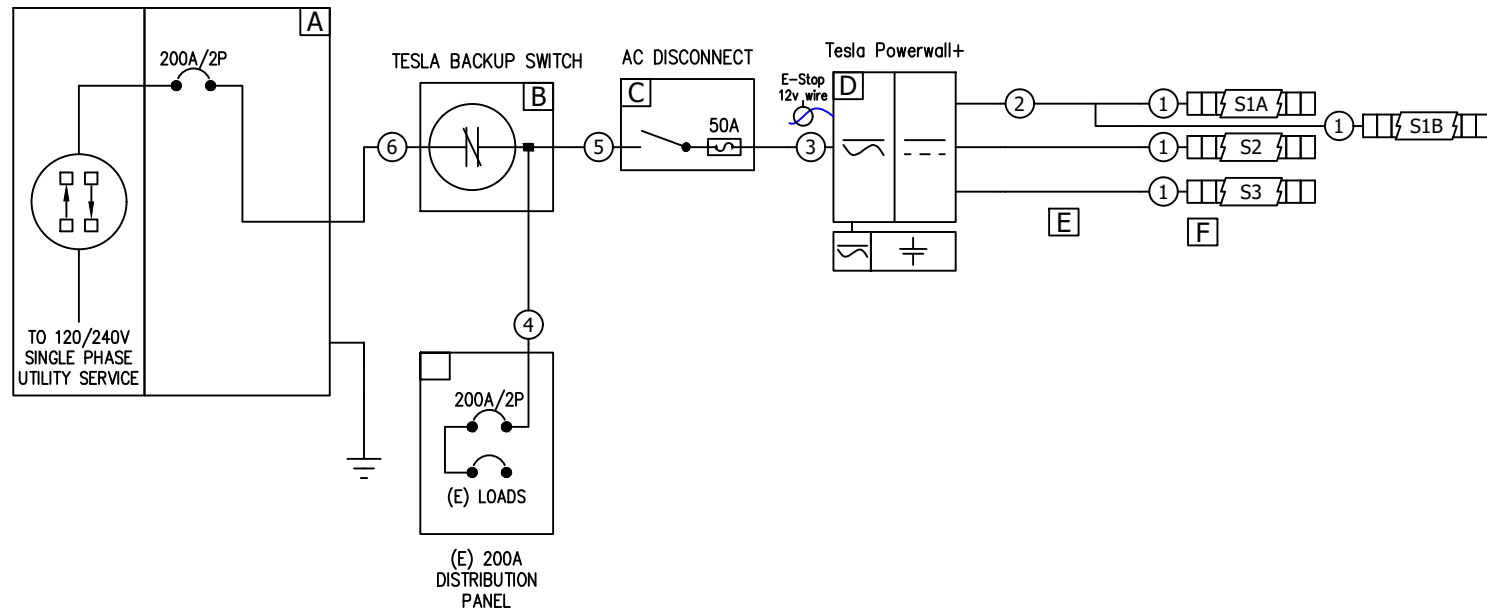 A
200A/2P
TO 120/240V
SINGLE PHASE
UTILITY SERVICE
TESLA BACKUP SWITCH
B
6
4
200A/2P
(E) LOADS
(E) 200A
DISTRIBUTION
PANEL
5
AC DISCONNECT
C
50A
E-Stop
12v wire
3
Tesla Powerwall+
D
2
1
S1A
1
S1B
1
S2
1
S3
E
F